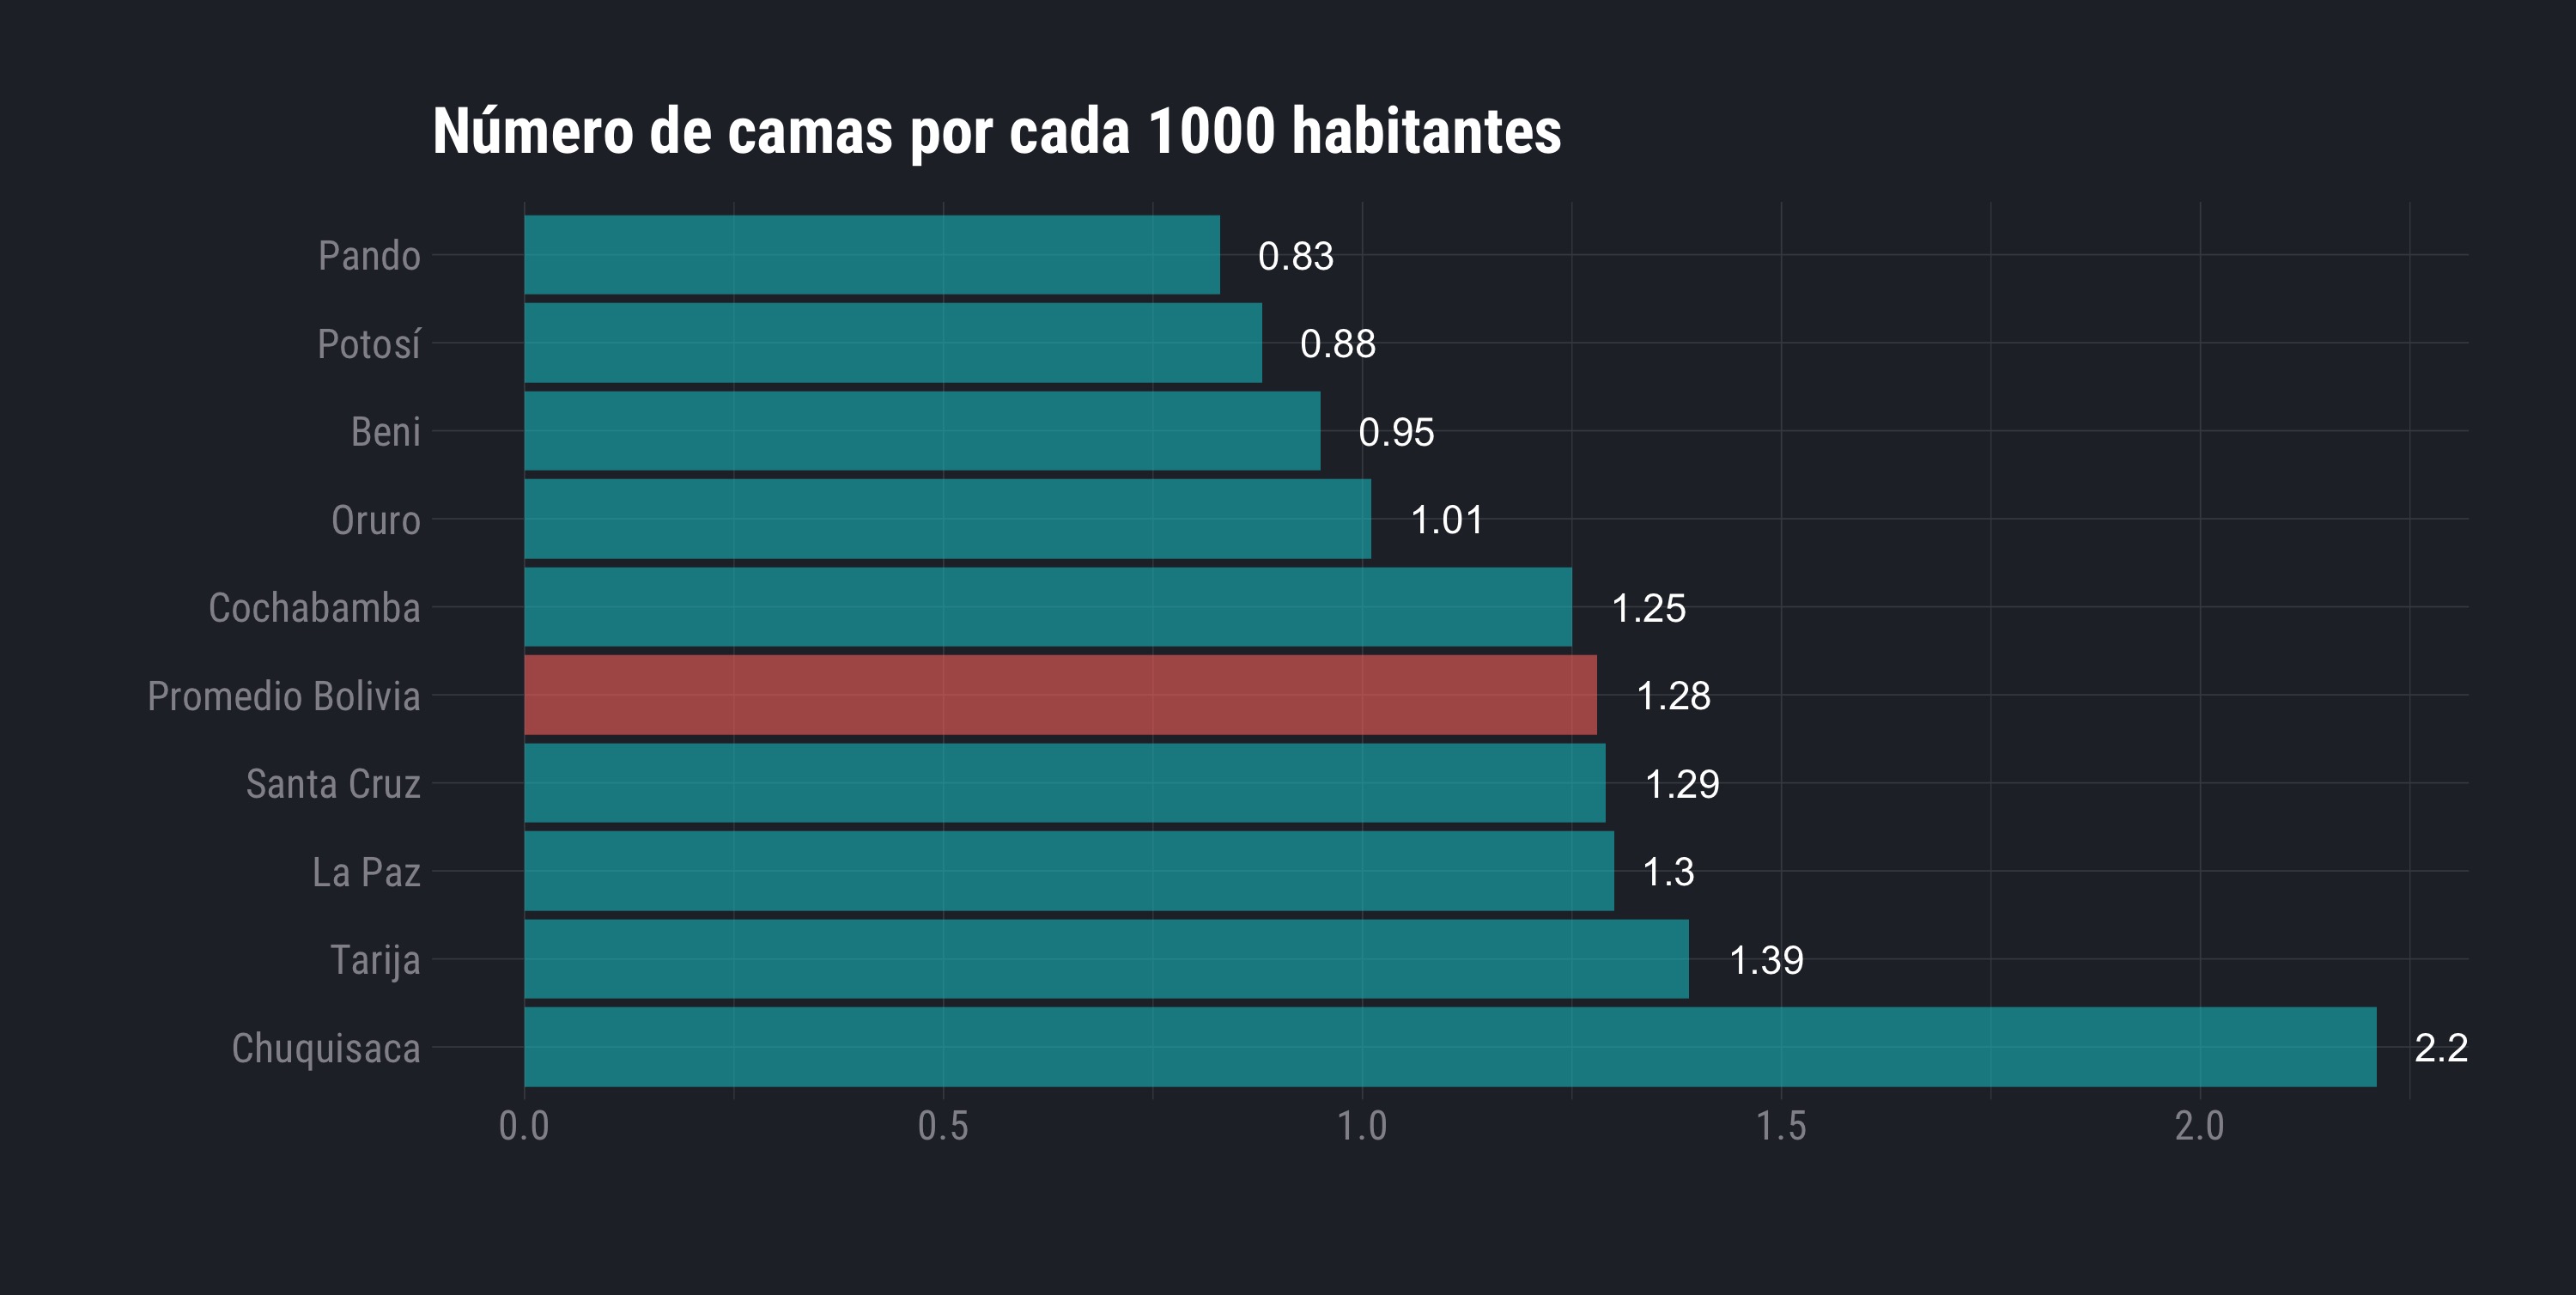 Número de camas por cada 1000 habitantes
Pando 0.83
Potosí 0.88
Beni 0.95
Oruro 1.01
Cochabamba 1.25
Promedio Bolivia 1.28
Santa Cruz 1.29
La Paz 1.3
Tarija 1.39
Chuquisaca 2.2
0.0 0.5 1.0 1.5 2.0